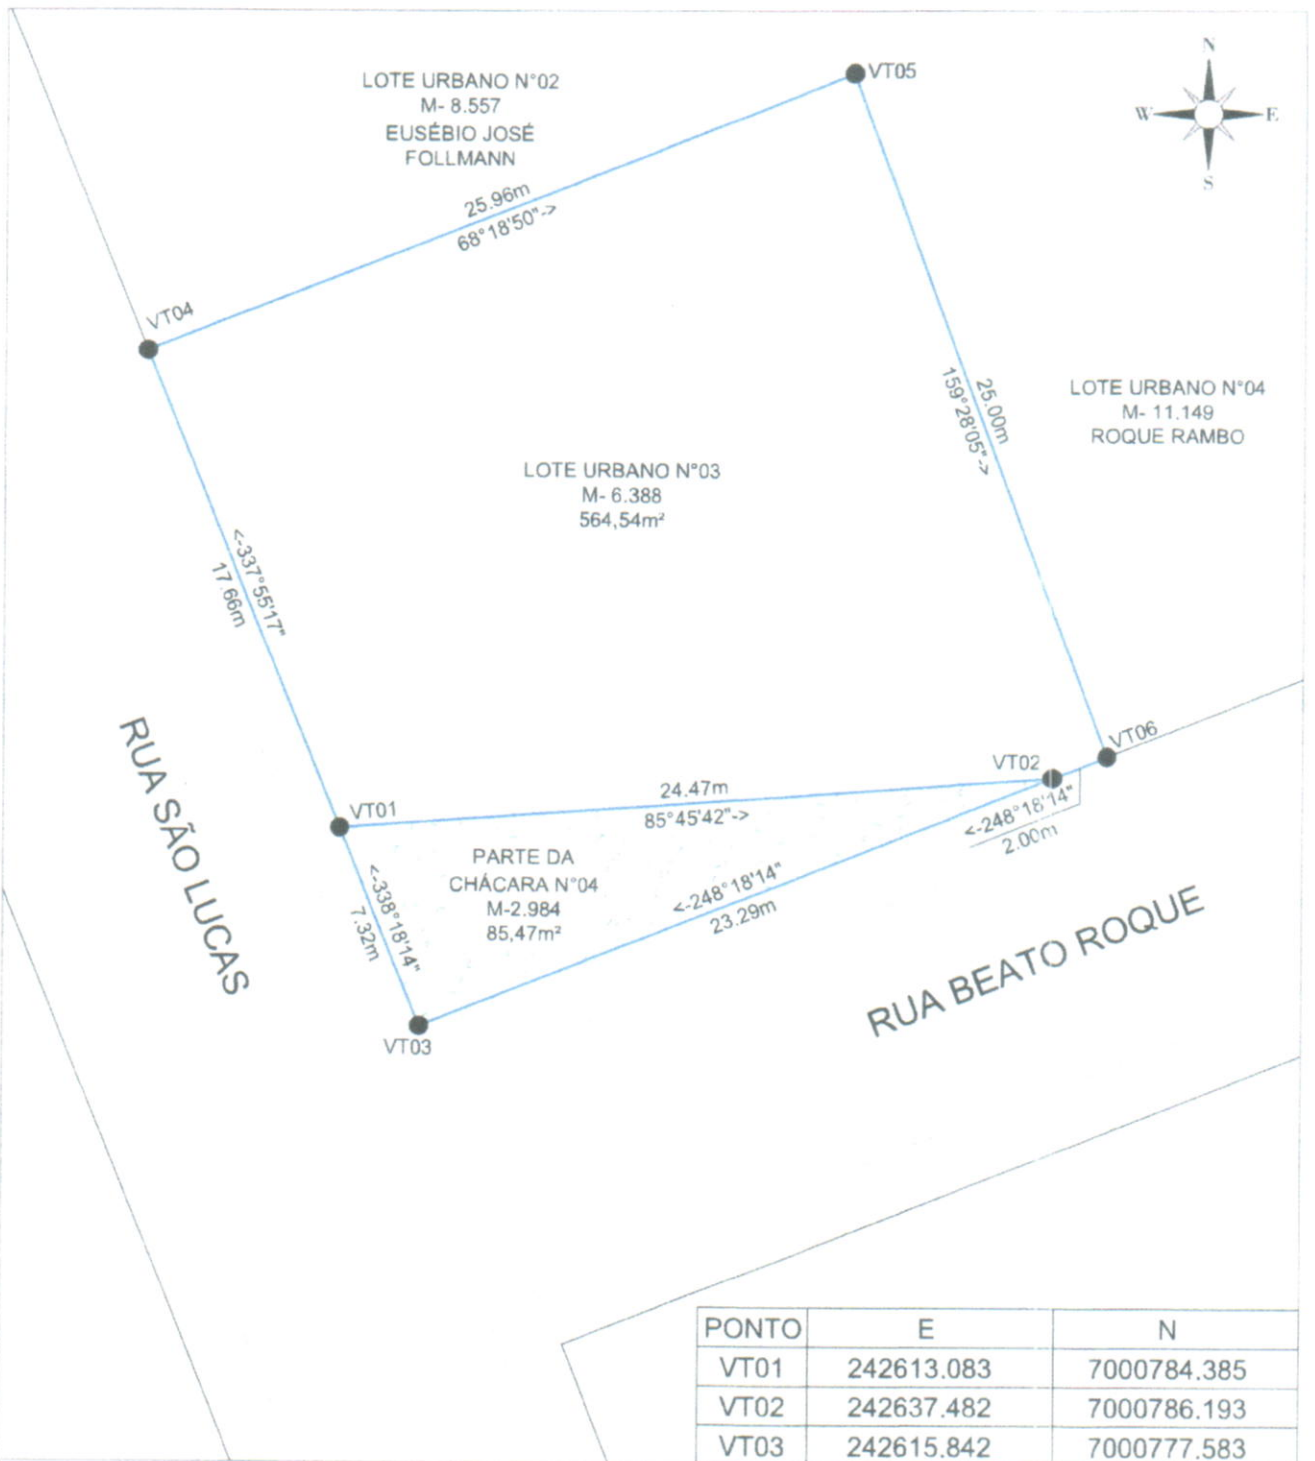 N
W E
S
LOTE URBANO N°02
M- 8.557
EUSÉBIO JOSÉ
FOLLMANN
VT05
25.96m
68°18'50"->
VT04
25.00m
159°28'05"->
LOTE URBANO N°04
M- 11.149
ROQUE RAMBO
LOTE URBANO N°03
M- 6.388
564,54m²
<-337°55'17"
17.66m
RUA SÃO LUCAS
VT06
VT02
24.47m
85°45'42"->
VT01
<-248°18'14"
2.00m
PARTE DA
CHÁCARA N°04
M-2.984
85,47m²
<-338°18'14"
7.32m
<-248°18'14"
23.29m
RUA BEATO ROQUE
VT03
PONTO E N
VT01 242613.083 7000784.385
VT02 242637.482 7000786.193
VT03 242615.842 7000777.583